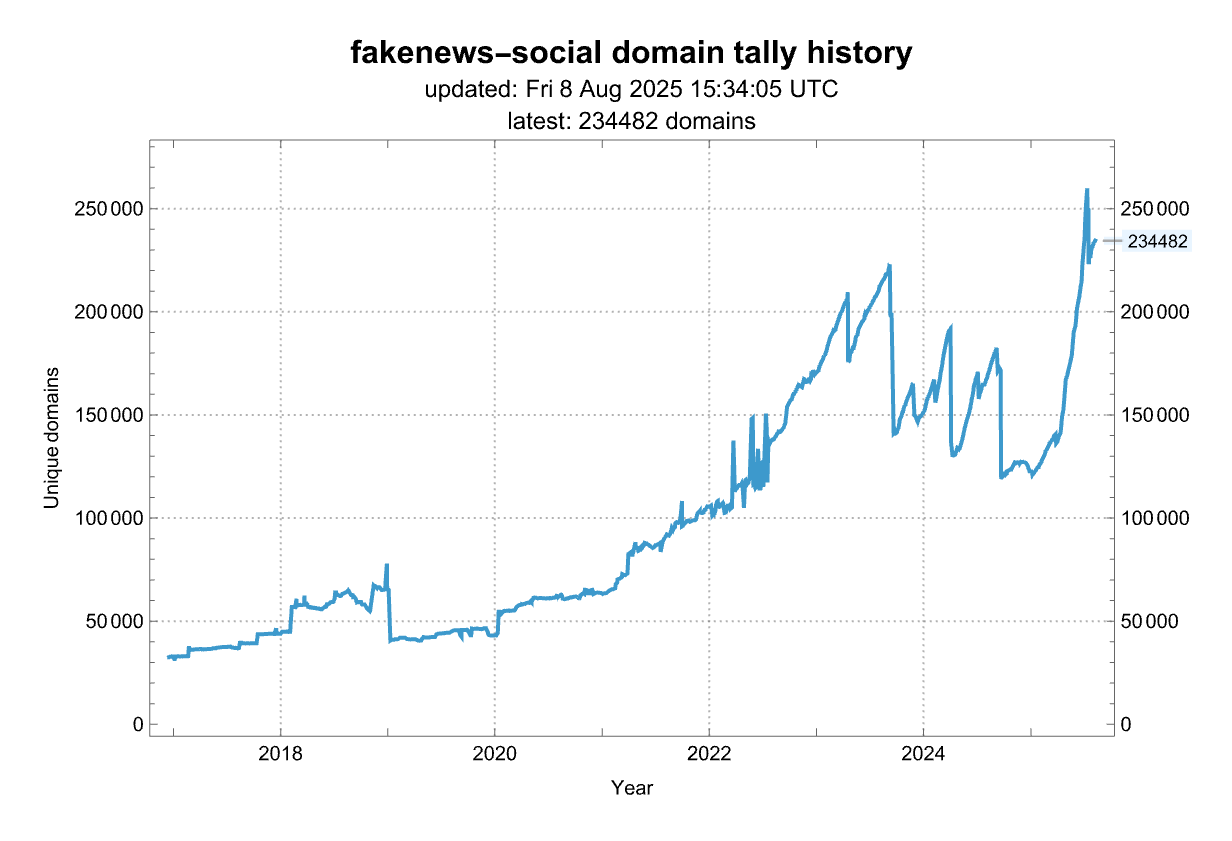 fakenews–social domain tally history
updated: Fri 8 Aug 2025 15:34:05 UTC
latest: 234482 domains
Unique domains
250 000
200 000
150 000
100 000
50 000
0
250 000
234482
200 000
150 000
100 000
50 000
0
2018 2020 2022 2024
Year